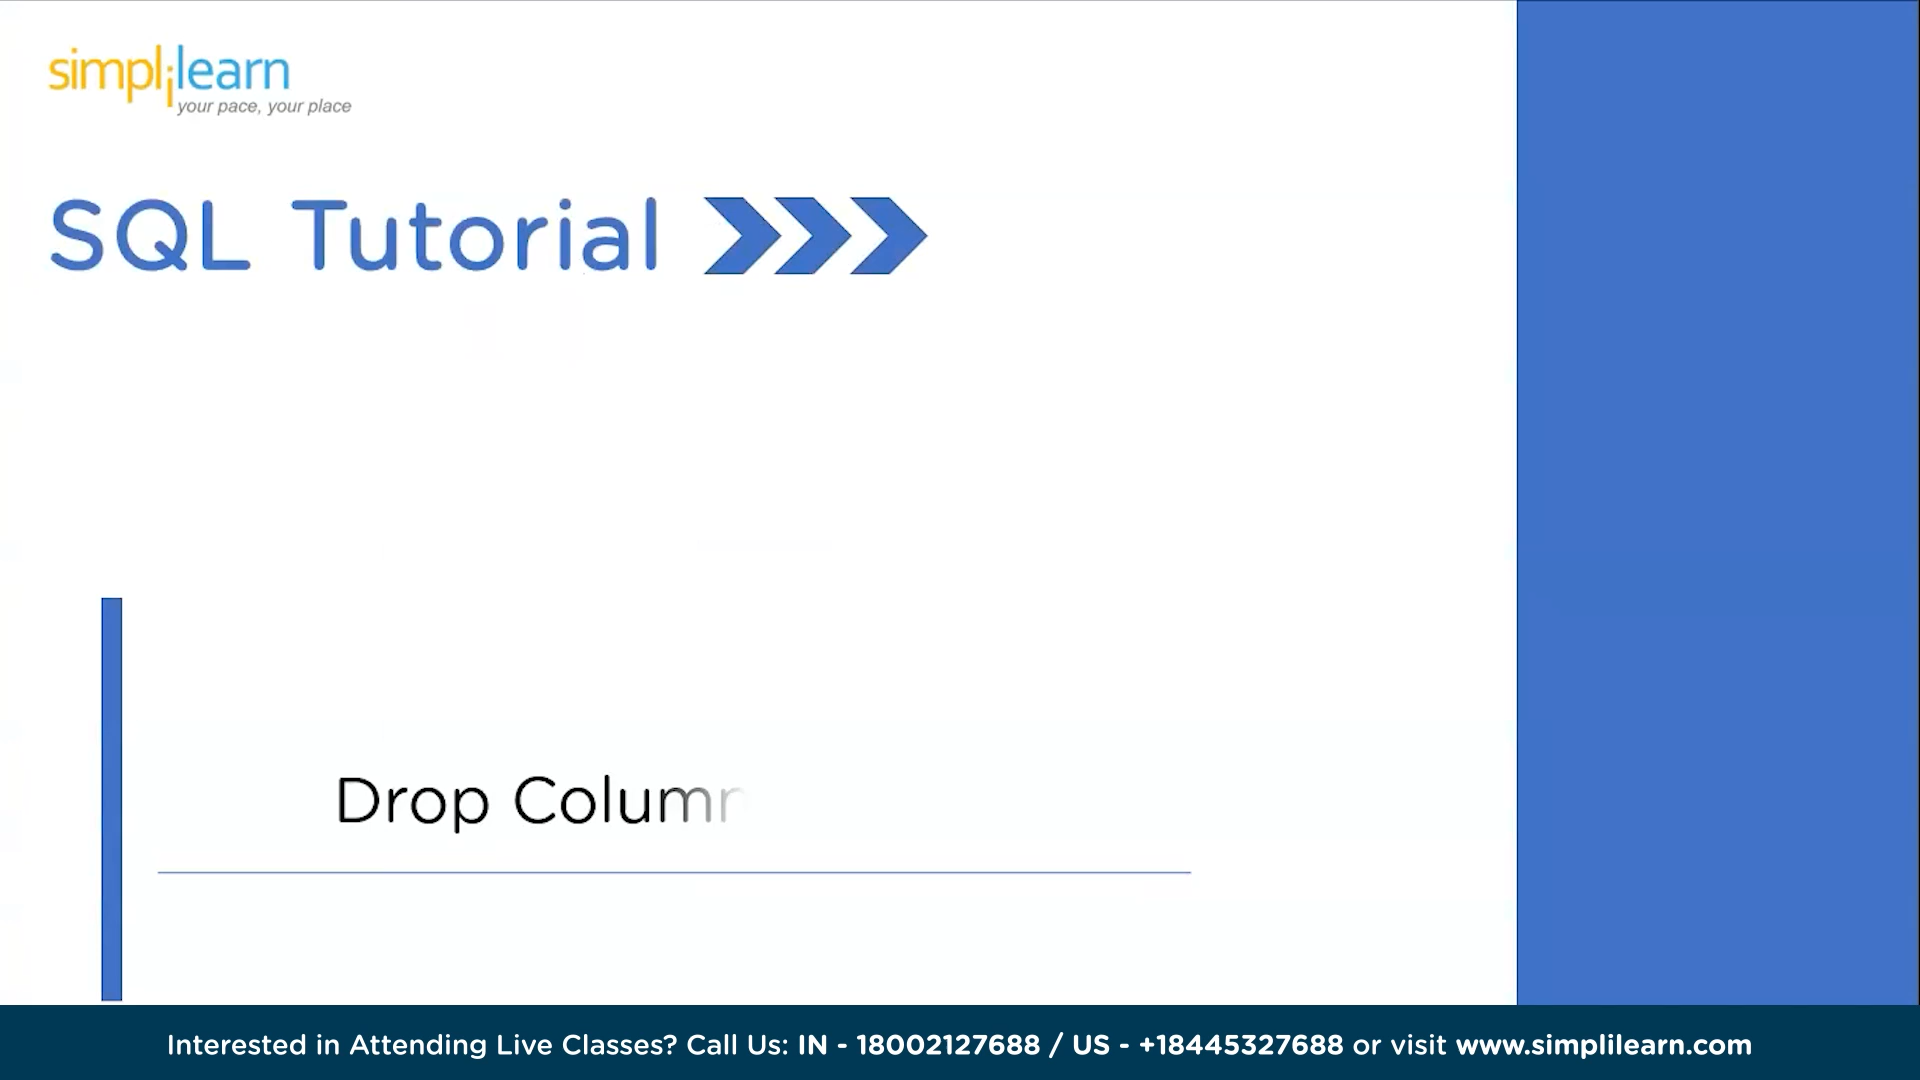 simplilearn
your pace, your place
SQL Tutorial
Drop Column
Interested in Attending Live Classes? Call Us: IN - 18002127688 / US - +18445327688 or visit www.simplilearn.com